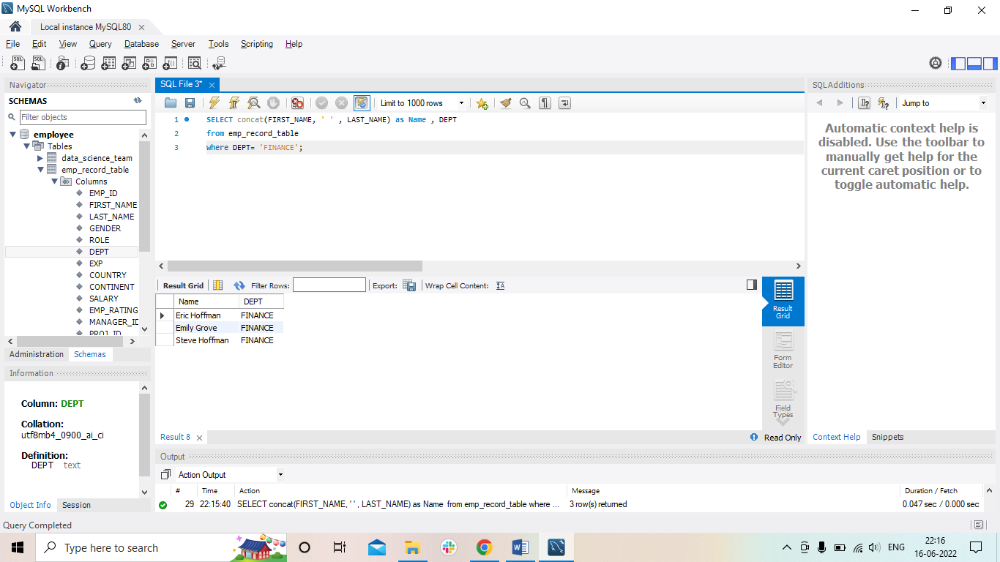 MySQL Workbench
Local instance MySQL80
File Edit View Query Database Server Tools Scripting Help
Navigator
SCHEMAS
Filter objects
employee
Tables
data_science_team
emp_record_table
Columns
EMP_ID
FIRST_NAME
LAST_NAME
GENDER
ROLE
DEPT
EXP
COUNTRY
CONTINENT
SALARY
EMP_RATING
MANAGER_ID
PROJ_ID
Administration Schemas
Information
Column: DEPT
Collation:
utf8mb4_0900_ai_ci
Definition:
DEPT text
Object Info Session
SQL File 3*
Limit to 1000 rows
1 SELECT concat(FIRST_NAME, ' ' , LAST_NAME) as Name , DEPT
2 from emp_record_table
3 where DEPT= 'FINANCE';
Result Grid Filter Rows: Export: Wrap Cell Content:
Name DEPT
Eric Hoffman FINANCE
Emily Grove FINANCE
Steve Hoffman FINANCE
Result Grid
Form Editor
Field Types
Result 8
Read Only
Output
Action Output
# Time Action Message Duration / Fetch
29 22:15:40 SELECT concat(FIRST_NAME, ' ' , LAST_NAME) as Name from emp_record_table where ... 3 row(s) returned 0.047 sec / 0.000 sec
SQLAdditions
Jump to
Automatic context help is
disabled. Use the toolbar to
manually get help for the
current caret position or to
toggle automatic help.
Context Help Snippets
Query Completed
Type here to search
ENG
22:16
16-06-2022